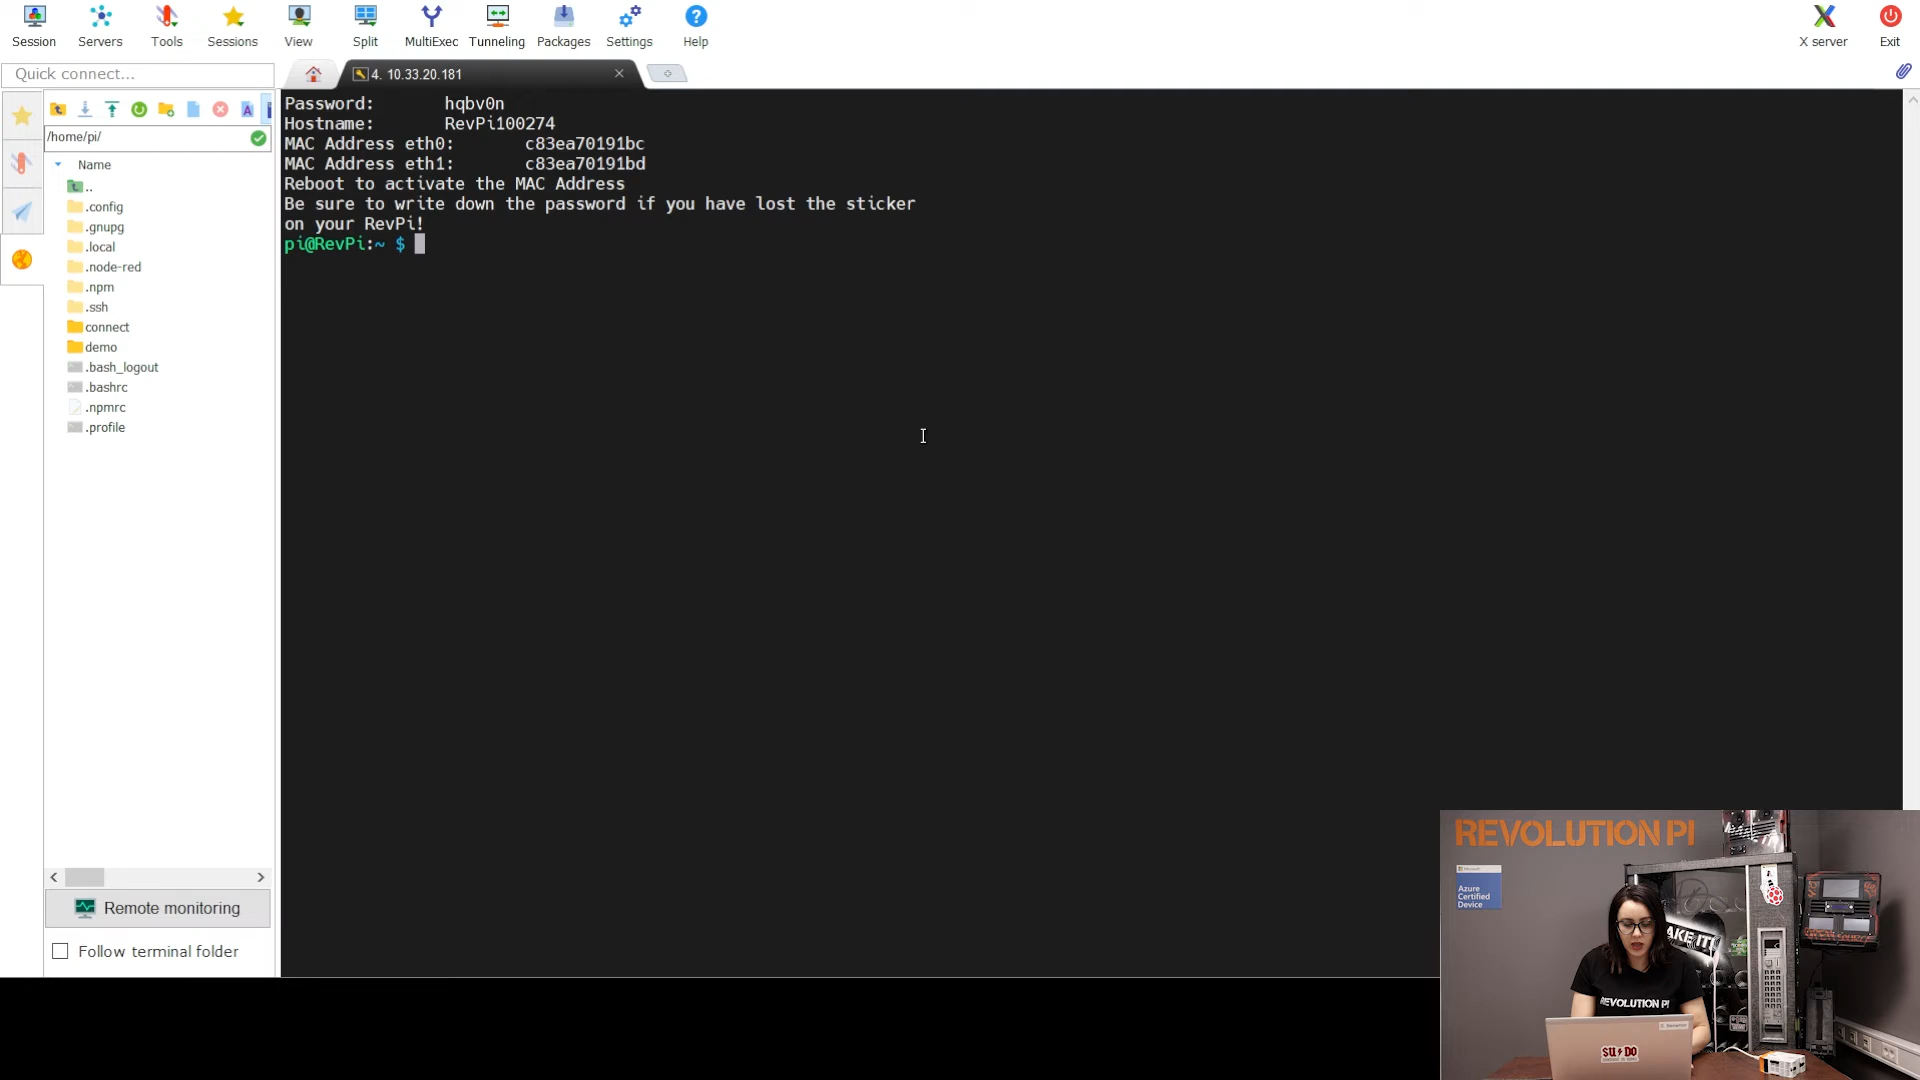 Session Servers Tools Sessions View Split MultiExec Tunneling Packages Settings Help X server Exit
Quick connect...
4. 10.33.20.181
/home/pi/
Name
..
.config
.gnupg
.local
.node-red
.npm
.ssh
connect
demo
.bash_logout
.bashrc
.npmrc
.profile
Remote monitoring
Follow terminal folder
Password: hqbv0n
Hostname: RevPi100274
MAC Address eth0: c83ea70191bc
MAC Address eth1: c83ea70191bd
Reboot to activate the MAC Address
Be sure to write down the password if you have lost the sticker
on your RevPi!
pi@RevPi:~ $
REVOLUTION PI
Azure
Certified
Device
AKE IT!
REVOLUTION PI
SU DO